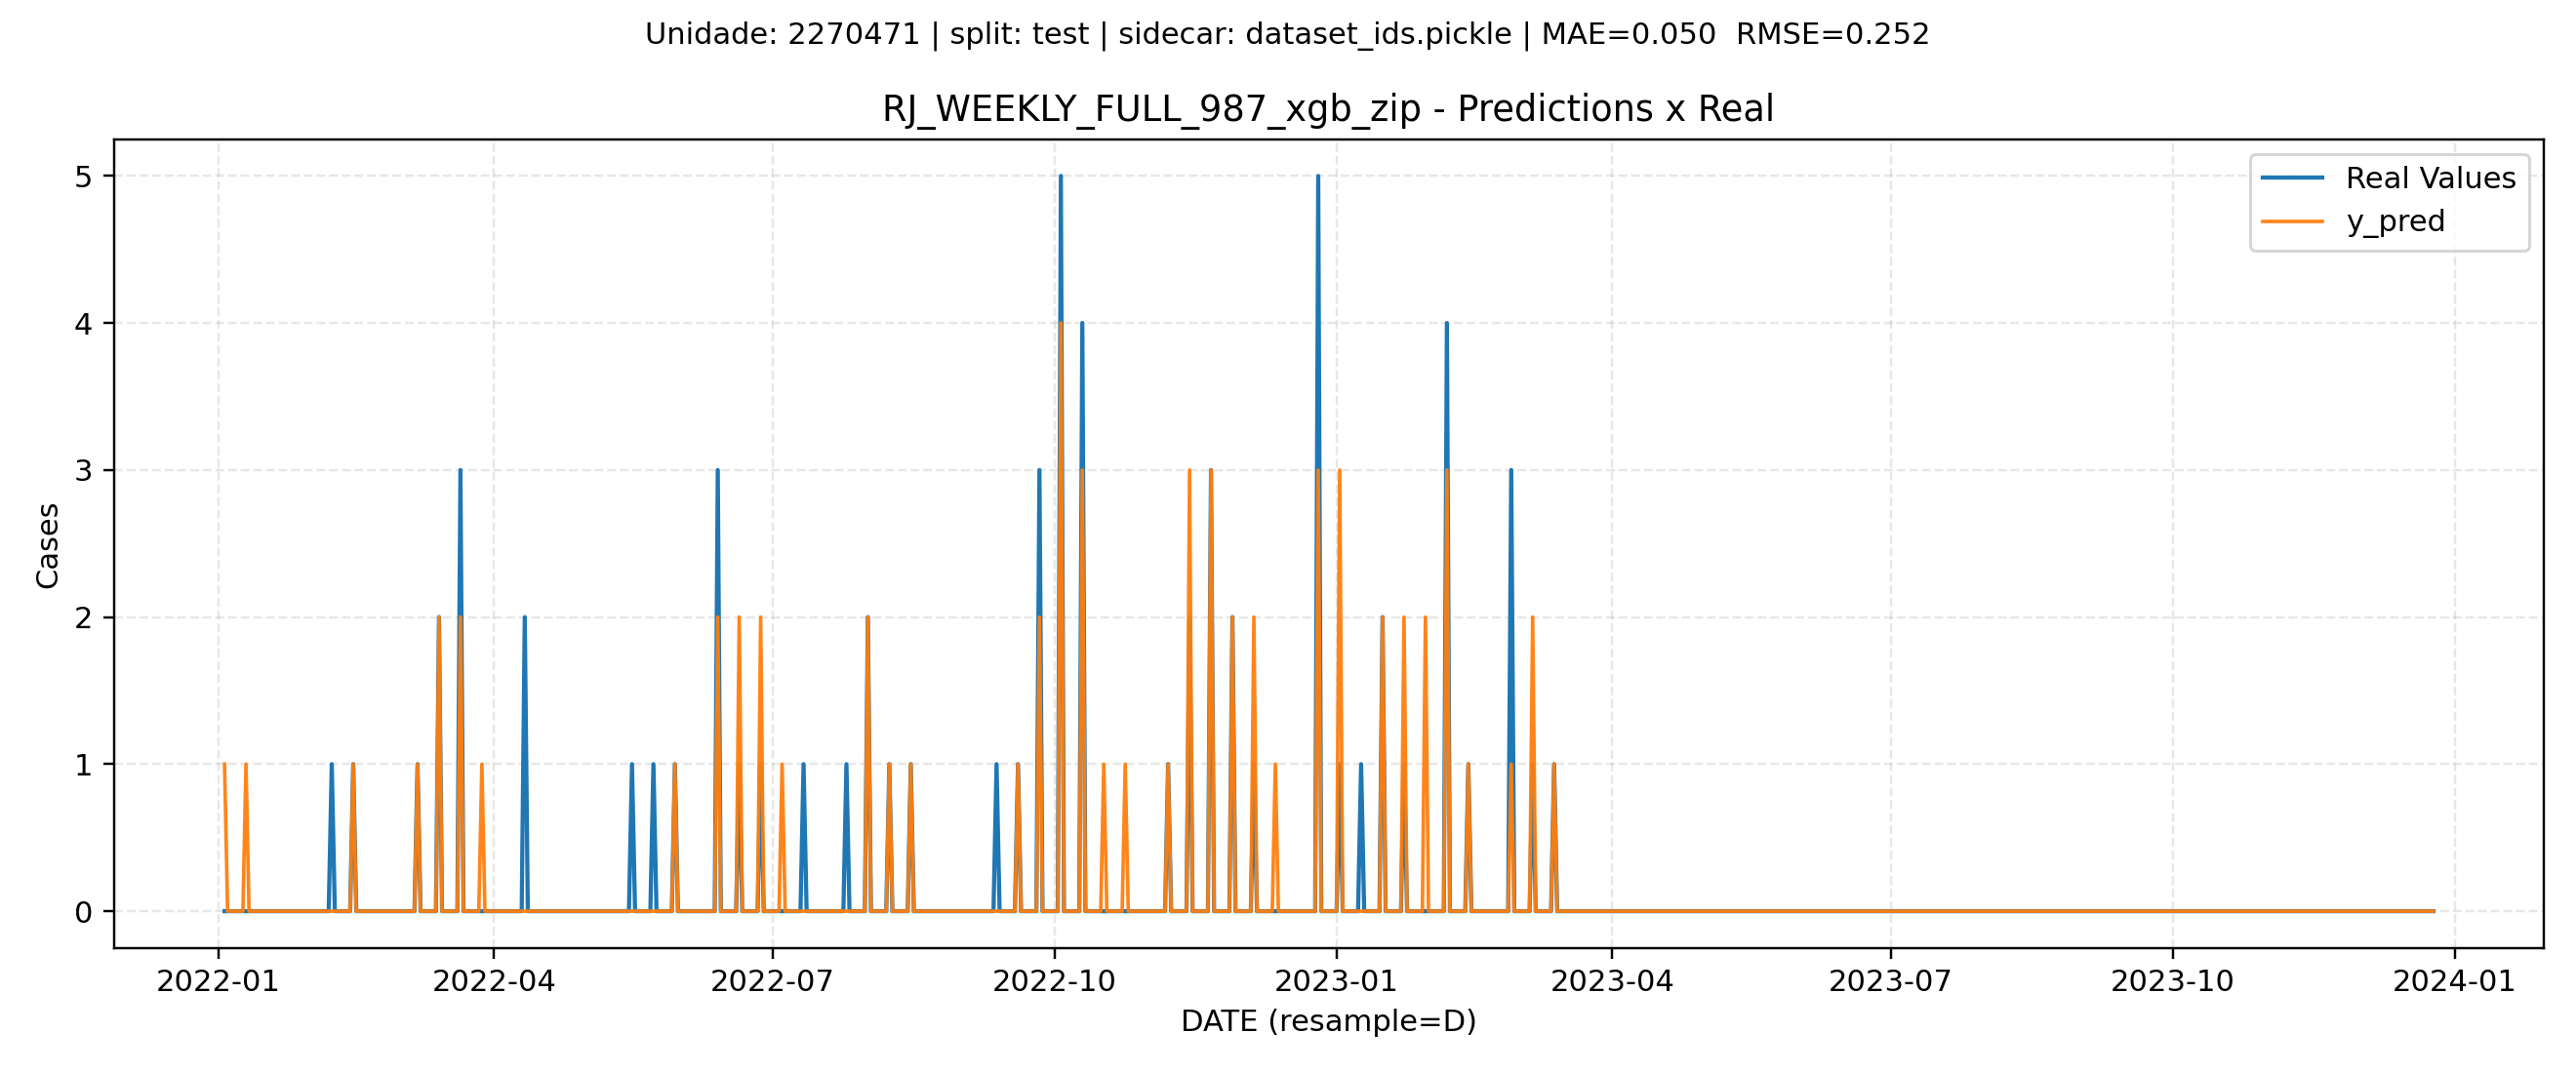 Unidade: 2270471 | split: test | sidecar: dataset_ids.pickle | MAE=0.050  RMSE=0.252
RJ_WEEKLY_FULL_987_xgb_zip - Predictions x Real
Real Values
y_pred
5
4
3
2
1
0
Cases
2022-01
2022-04
2022-07
2022-10
2023-01
2023-04
2023-07
2023-10
2024-01
DATE (resample=D)